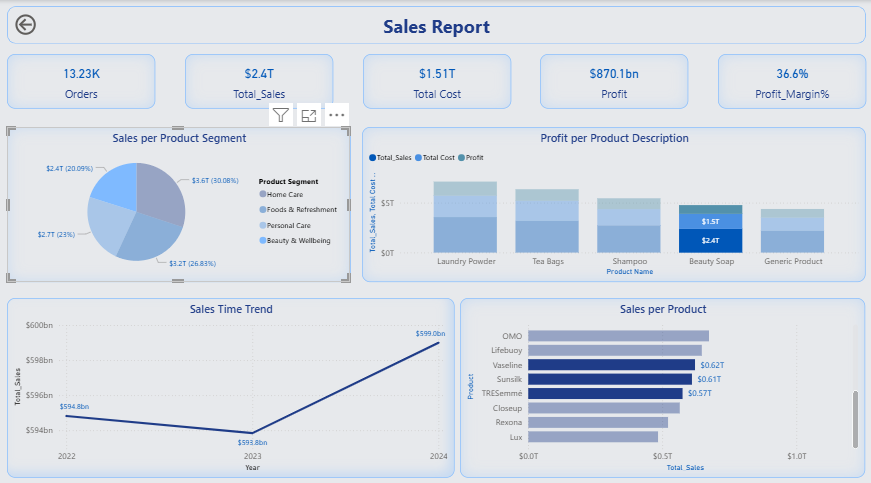 Sales Report
13.23K
Orders
$2.4T
Total_Sales
$1.51T
Total Cost
$870.1bn
Profit
36.6%
Profit_Margin%
Sales per Product Segment
$2.4T (20.09%)
$3.6T (30.08%)
$2.7T (23%)
$3.2T (26.83%)
Product Segment
Home Care
Foods & Refreshment
Personal Care
Beauty & Wellbeing
Profit per Product Description
Total_Sales Total Cost Profit
Total_Sales, Total Cost ...
$5T
$0T
$1.5T
$2.4T
Laundry Powder Tea Bags Shampoo Beauty Soap Generic Product
Product Name
Sales Time Trend
Total_Sales
$600bn
$598bn
$596bn
$594bn
$594.8bn
$593.8bn
$599.0bn
2022 2023 2024
Year
Sales per Product
Product
OMO
Lifebuoy
Vaseline $0.62T
Sunsilk $0.61T
TRESemmé $0.57T
Closeup
Rexona
Lux
$0.0T $0.5T $1.0T
Total_Sales